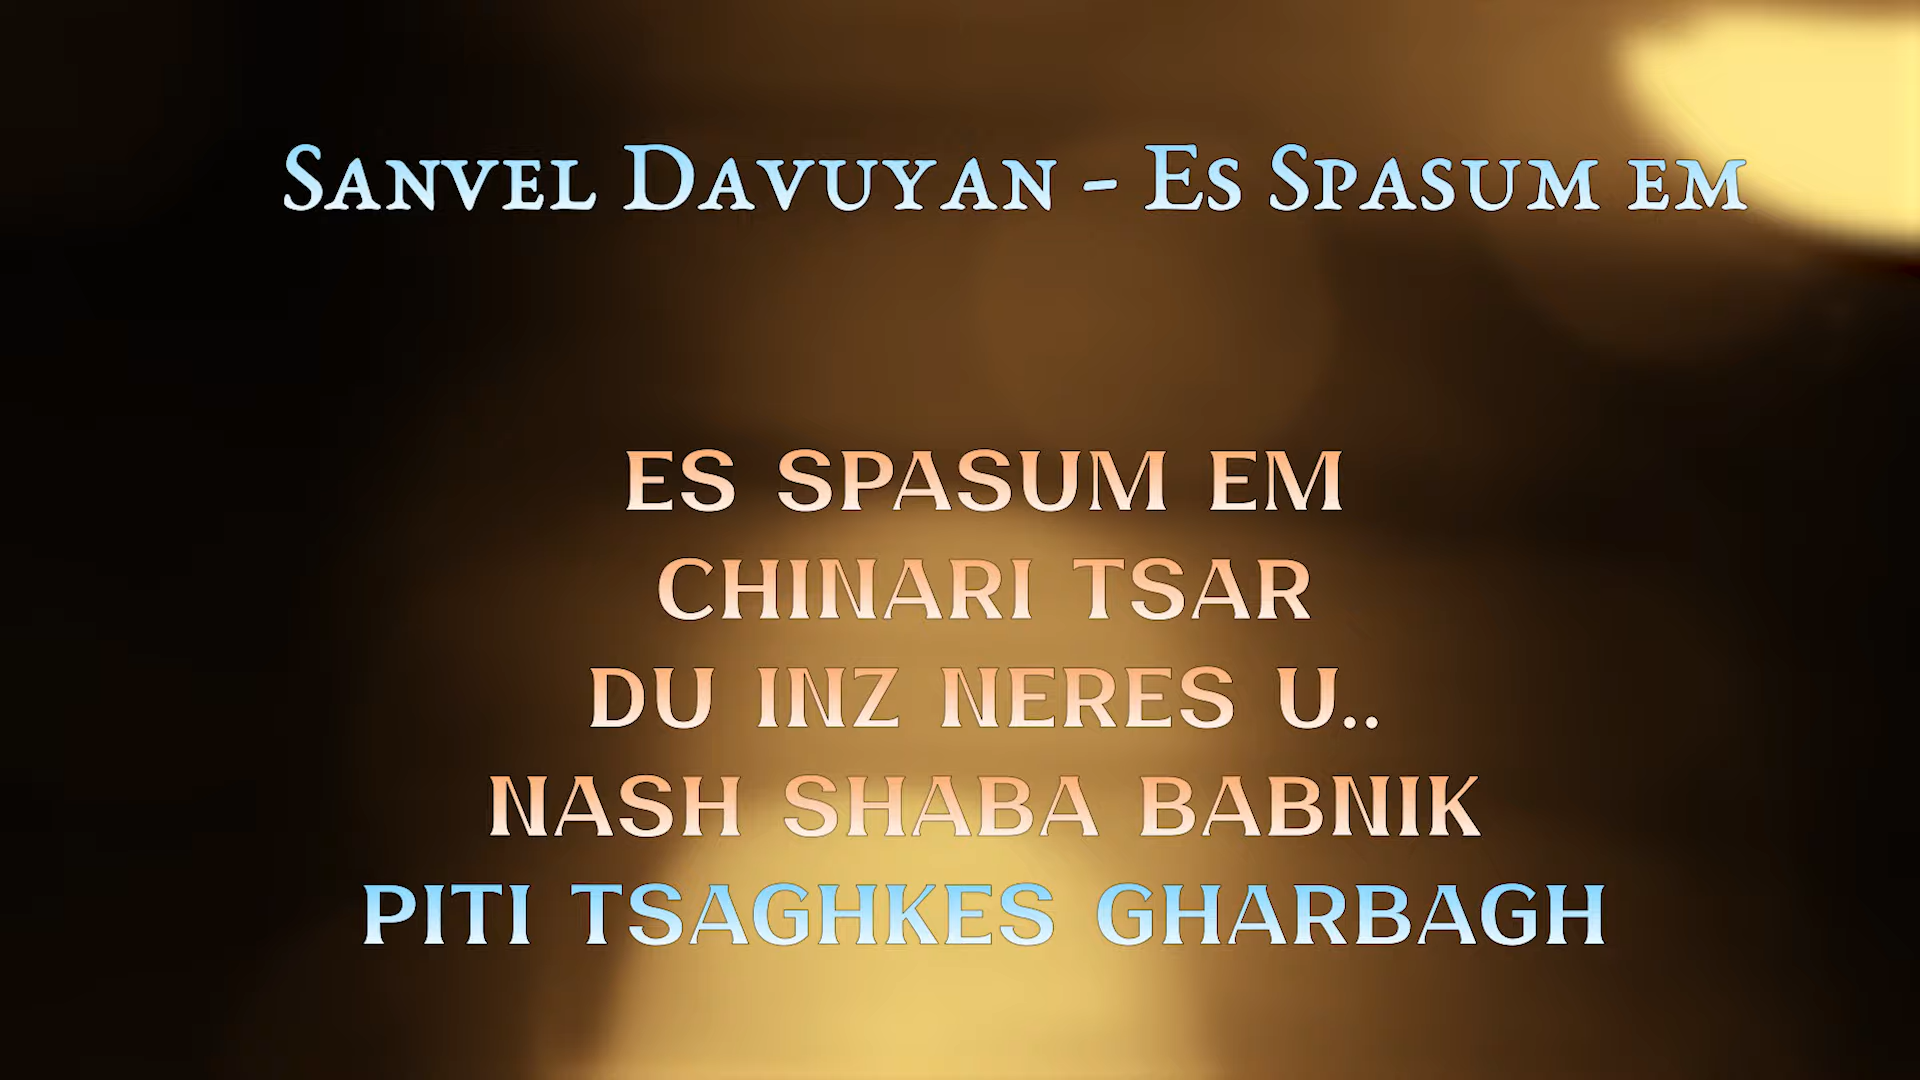 Sanvel Davuyan - Es Spasum em
ES SPASUM EM
CHINARI TSAR
DU INZ NERES U..
NASH SHABA BABNIK
PITI TSAGHKES GHARBAGH